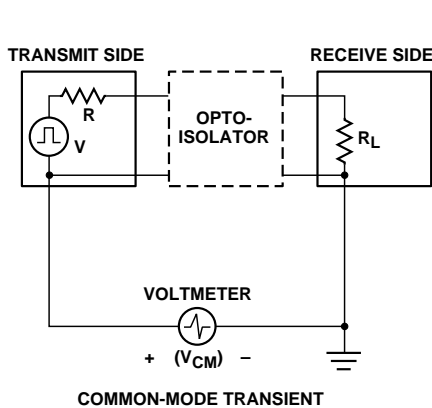 TRANSMIT SIDE
RECEIVE SIDE
R
V
OPTO-
ISOLATOR
RL
VOLTMETER
+ (VCM) –
COMMON-MODE TRANSIENT